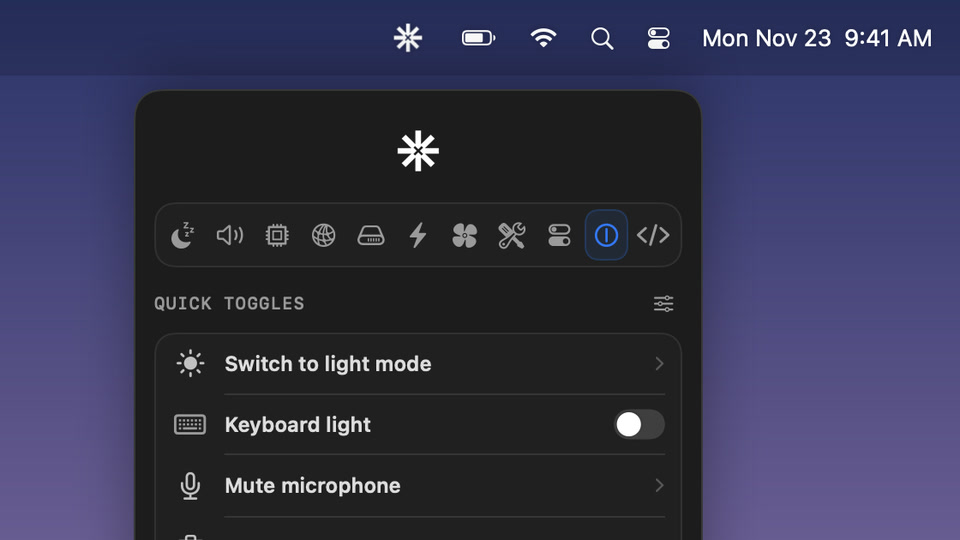 Mon Nov 23 9:41 AM
QUICK TOGGLES
Switch to light mode
Keyboard light
Mute microphone